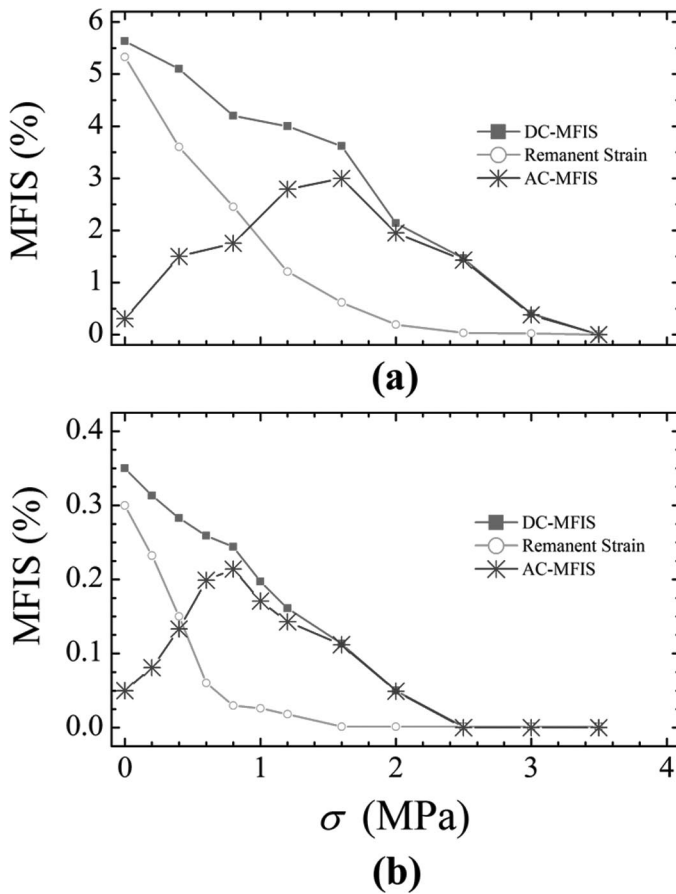 6
5
4
3
2
1
0
MFIS (%)
DC-MFIS
Remanent Strain
AC-MFIS
(a)
0.4
0.3
0.2
0.1
0.0
MFIS (%)
DC-MFIS
Remanent Strain
AC-MFIS
0 1 2 3 4
σ (MPa)
(b)